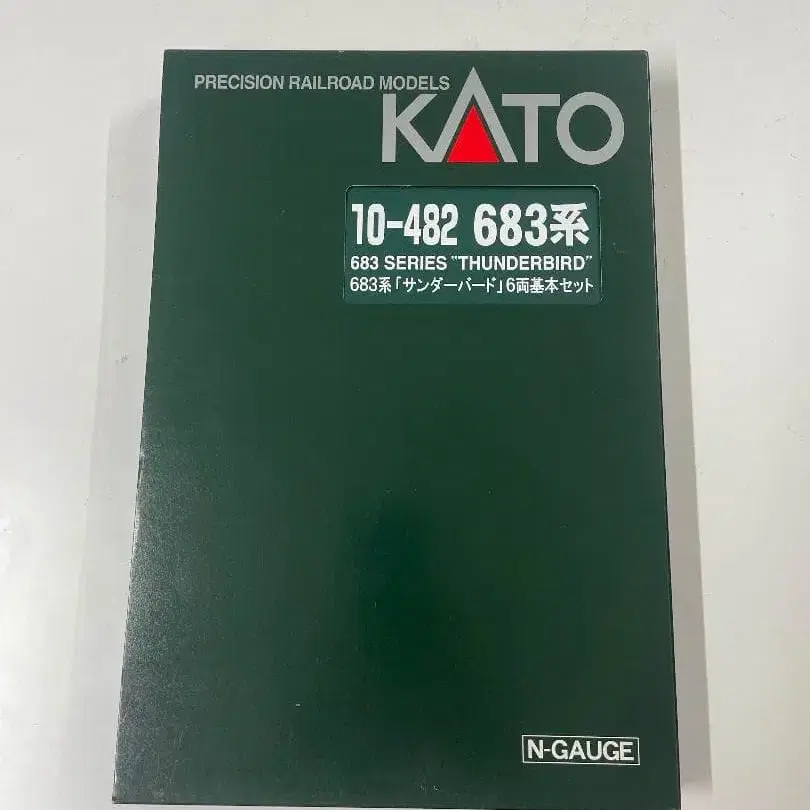 PRECISION RAILROAD MODELS
KATO
10-482 683系
683 SERIES "THUNDERBIRD"
683系「サンダーバード」6両基本セット
N-GAUGE